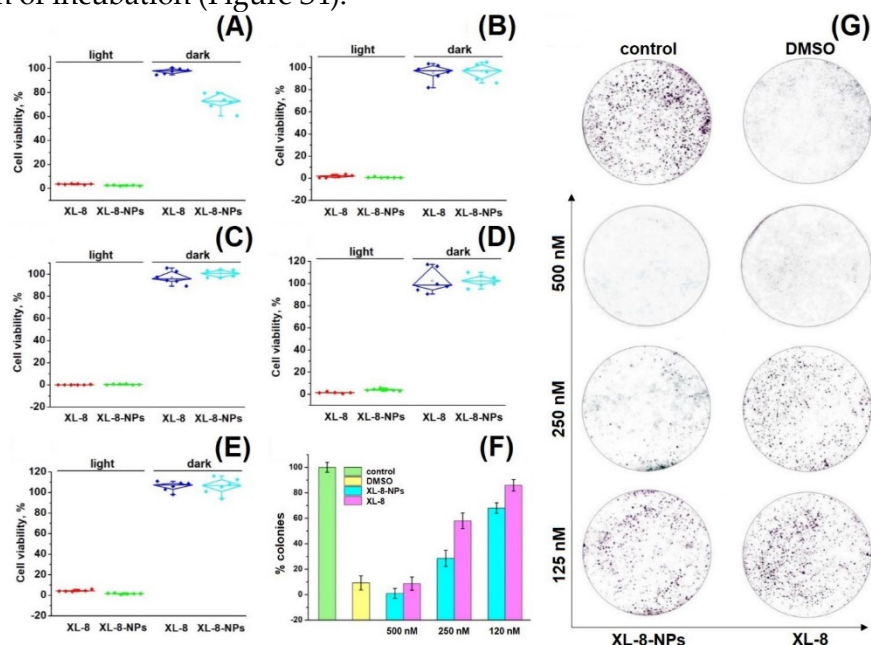 n of incubation (Figure S1).
(A)
light dark
Cell viability, %
100
80
60
40
20
0
XL-8 XL-8-NPs XL-8 XL-8-NPs
(B)
light dark
Cell viability, %
100
80
60
40
20
0
-20
XL-8 XL-8-NPs XL-8 XL-8-NPs
(C)
light dark
Cell viability, %
100
80
60
40
20
0
-20
XL-8 XL-8-NPs XL-8 XL-8-NPs
(D)
light dark
Cell viability, %
120
100
80
60
40
20
0
XL-8 XL-8-NPs XL-8 XL-8-NPs
(E)
light dark
Cell viability, %
120
100
80
60
40
20
0
-20
XL-8 XL-8-NPs XL-8 XL-8-NPs
(F)
control
DMSO
XL-8-NPs
XL-8
% colonies
100
80
60
40
20
0
-20
500 nM 250 nM 120 nM
(G)
control DMSO
500 nM
250 nM
125 nM
XL-8-NPs XL-8